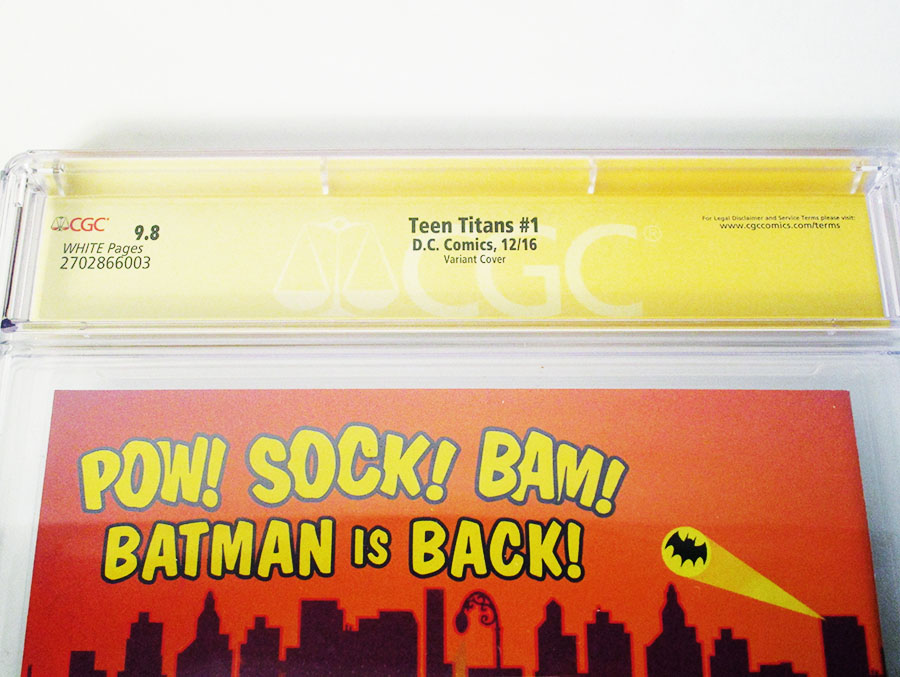 CGC
9.8
WHITE Pages
2702866003
Teen Titans #1
D.C. Comics, 12/16
Variant Cover
For Legal Disclaimer and Service Terms please visit:
www.cgccomics.com/terms
CGC®
POW! SOCK! BAM!
BATMAN IS BACK!